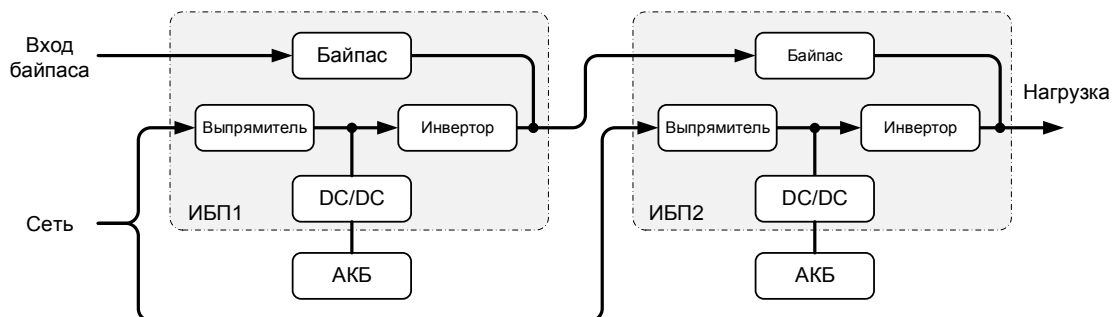 Вход
байпаса
Байпас
Байпас
Нагрузка
Выпрямитель
Инвертор
Выпрямитель
Инвертор
DC/DC
DC/DC
ИБП1
ИБП2
Сеть
АКБ
АКБ